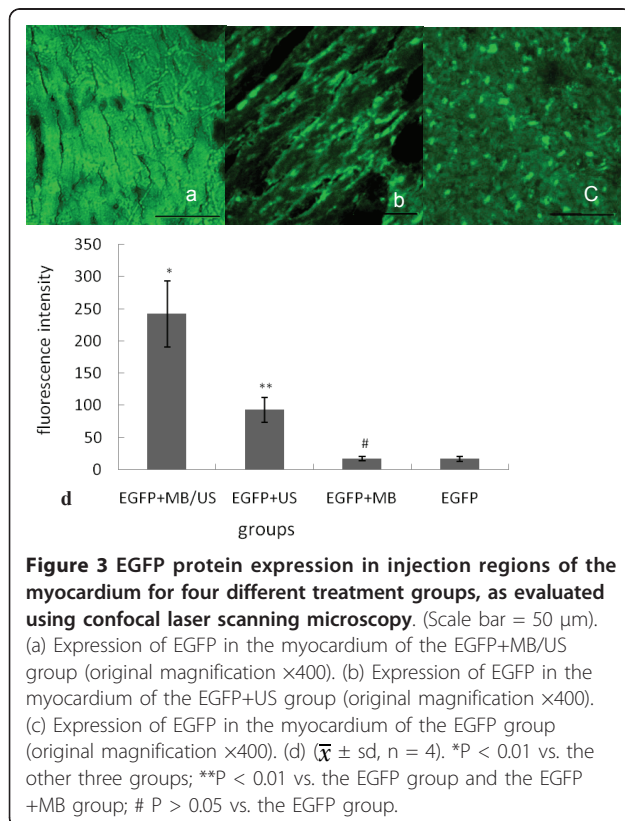 a
b
C
350
300
250
200
150
100
50
0
fluorescence intensity
*
**
#
d
EGFP+MB/US EGFP+US EGFP+MB EGFP
groups
Figure 3 EGFP protein expression in injection regions of the
myocardium for four different treatment groups, as evaluated
using confocal laser scanning microscopy. (Scale bar = 50 μm).
(a) Expression of EGFP in the myocardium of the EGFP+MB/US
group (original magnification ×400). (b) Expression of EGFP in the
myocardium of the EGFP+US group (original magnification ×400).
(c) Expression of EGFP in the myocardium of the EGFP group
(original magnification ×400). (d) (x̅ ± sd, n = 4). *P < 0.01 vs. the
other three groups; **P < 0.01 vs. the EGFP group and the EGFP
+MB group; # P > 0.05 vs. the EGFP group.